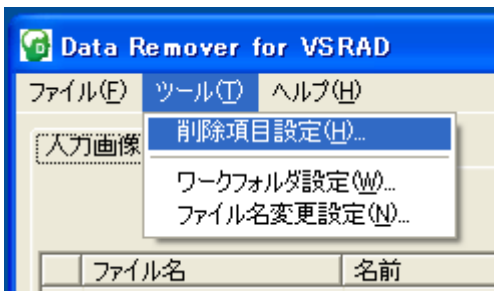 Data Remover for VSRAD
ファイル(F) ツール(T) ヘルプ(H)
削除項目設定(H)...
入力画像
ワークフォルダ設定(W)...
ファイル名変更設定(N)...
ファイル名 名前